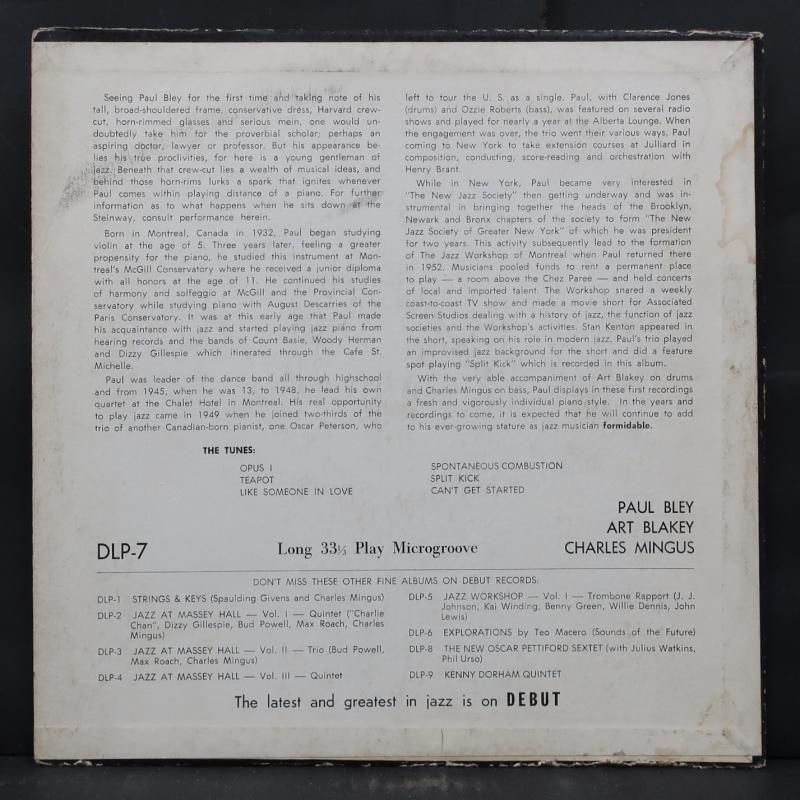 Seeing Paul Bley for the first time and taking note of his
tall, broad-shouldered frame, conservative dress, Harvard crew-
cut, horn-rimmed glasses and serious mein, one would un-
doubtedly take him for the proverbial scholar; perhaps an
aspiring doctor, lawyer or professor. But his appearance be-
lies his true proclivities, for here is a young gentleman of
jazz. Beneath that crew-cut lies a wealth of musical ideas, and
behind those horn-rims lurks a spark that ignites whenever
Paul comes within playing distance of a piano. For further
information as to what happens when he sits down at the
Steinway, consult performance herein.
Born in Montreal, Canada in 1932, Paul began studying
violin at the age of 5. Three years later, feeling a greater
propensity for the piano, he studied this instrument at Mon-
treal's McGill Conservatory where he received a junior diploma
with all honors at the age of 11. He continued his studies
of harmony and solfeggio at McGill and the Provincial Con-
servatory while studying piano with August Descarries of the
Paris Conservatory. It was at this early age that Paul made
his acquaintance with jazz and started playing jazz piano from
hearing records and the bands of Count Basie, Woody Herman
and Dizzy Gillespie which itinerated through the Cafe St.
Michelle.
Paul was leader of the dance band all through highschool
and from 1945, when he was 13, to 1948, he lead his own
quartet at the Chalet Hotel in Montreal. His real opportunity
to play jazz came in 1949 when he joined two-thirds of the
trio of another Canadian-born pianist, one Oscar Peterson, who
left to tour the U. S. as a single. Paul, with Clarence Jones
(drums) and Ozzie Roberts (bass), was featured on several radio
shows and played for nearly a year at the Alberta Lounge. When
the engagement was over, the trio went their various ways, Paul
coming to New York to take extension courses at Julliard in
composition, conducting, score-reading and orchestration with
Henry Brant.
While in New York, Paul became very interested in
"The New Jazz Society" then getting underway and was in-
strumental in bringing together the heads of the Brooklyn,
Newark and Bronx chapters of the society to form "The New
Jazz Society of Greater New York" of which he was president
for two years. This activity subsequently lead to the formation
of The Jazz Workshop of Montreal when Paul returned there
in 1952. Musicians pooled funds to rent a permanent place
to play — a room above the Chez Paree — and held concerts
of local and imported talent. The Workshop snared a weekly
coast-to-coast TV show and made a movie short for Associated
Screen Studios dealing with a history of jazz, the function of jazz
societies and the Workshop's activities. Stan Kenton appeared in
the short, speaking on his role in modern jazz. Paul's trio played
an improvised jazz background for the short and did a feature
spot playing "Split Kick" which is recorded in this album.
With the very able accompaniment of Art Blakey on drums
and Charles Mingus on bass, Paul displays in these first recordings
a fresh and vigorously individual piano style. In the years and
recordings to come, it is expected that he will continue to add
to his ever-growing stature as jazz musician formidable.
THE TUNES:
OPUS I
TEAPOT
LIKE SOMEONE IN LOVE
SPONTANEOUS COMBUSTION
SPLIT KICK
CAN'T GET STARTED
PAUL BLEY
ART BLAKEY
CHARLES MINGUS
DLP-7
Long 33⅓ Play Microgroove
DON'T MISS THESE OTHER FINE ALBUMS ON DEBUT RECORDS:
DLP-1 STRINGS & KEYS (Spaulding Givens and Charles Mingus)
DLP-2 JAZZ AT MASSEY HALL — Vol. I — Quintet ("Charlie
Chan", Dizzy Gillespie, Bud Powell, Max Roach, Charles
Mingus)
DLP-3 JAZZ AT MASSEY HALL — Vol. II — Trio (Bud Powell,
Max Roach, Charles Mingus)
DLP-4 JAZZ AT MASSEY HALL — Vol. III — Quintet
DLP-5 JAZZ WORKSHOP — Vol. I — Trombone Rapport (J. J.
Johnson, Kai Winding, Benny Green, Willie Dennis, John
Lewis)
DLP-6 EXPLORATIONS by Teo Macero (Sounds of the Future)
DLP-8 THE NEW OSCAR PETTIFORD SEXTET (with Julius Watkins,
Phil Urso)
DLP-9 KENNY DORHAM QUINTET
The latest and greatest in jazz is on DEBUT